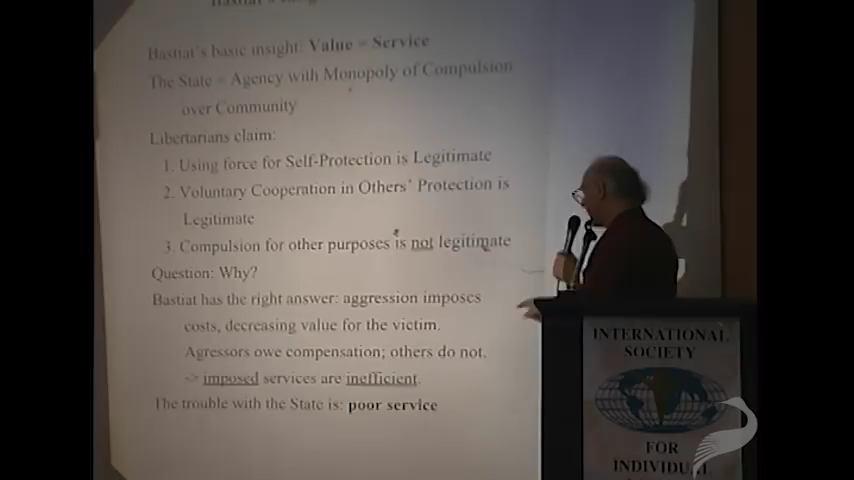 Bastiat's basic insight: Value = Service
The State = Agency with Monopoly of Compulsion
over Community
Libertarians claim:
1. Using force for Self-Protection is Legitimate
2. Voluntary Cooperation in Others' Protection is
Legitimate
3. Compulsion for other purposes is not legitimate
Question: Why?
Bastiat has the right answer: aggression imposes
costs, decreasing value for the victim.
Agressors owe compensation; others do not.
-> imposed services are inefficient.
The trouble with the State is: poor service
INTERNATIONAL
SOCIETY
FOR
INDIVIDUAL